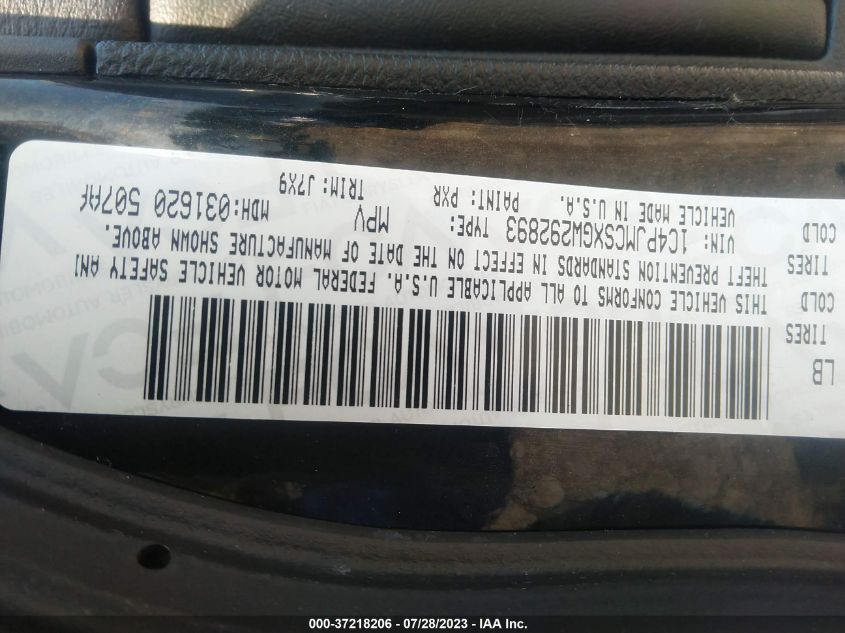 THIS VEHICLE CONFORMS TO ALL APPLICABLE U.S.A. FEDERAL MOTOR VEHICLE SAFETY AN
THEFT PREVENTION STANDARDS IN EFFECT ON THE DATE OF MANUFACTURE SHOWN ABOVE.
VIN: 1C4PJMCSXGW292893 TYPE: MPV MDH:031620 507AF
VEHICLE MADE IN U.S.A. PAINT: PXR TRIM: J7X9
LB
TIRES
COLD
TIRES
COLD
000-37218206 - 07/28/2023 - IAA Inc.